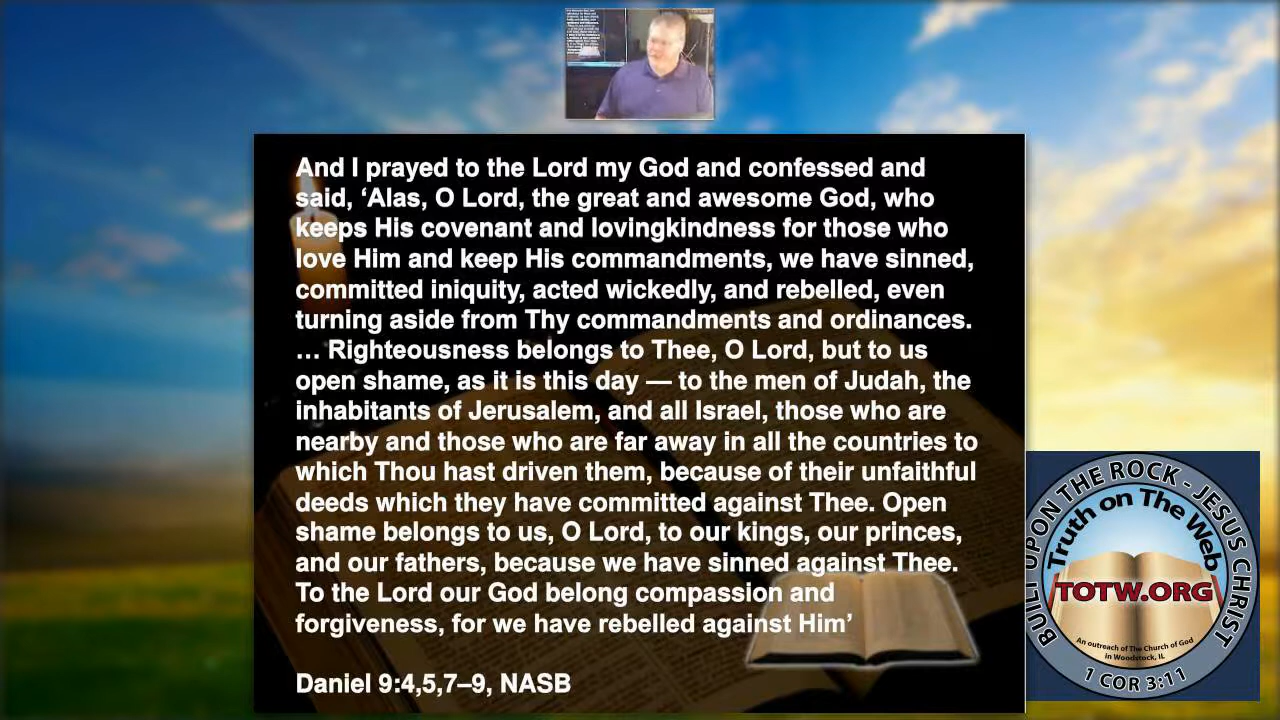 And I prayed to the Lord my God and confessed and
said, ‘Alas, O Lord, the great and awesome God, who
keeps His covenant and lovingkindness for those who
love Him and keep His commandments, we have sinned,
committed iniquity, acted wickedly, and rebelled, even
turning aside from Thy commandments and ordinances.
… Righteousness belongs to Thee, O Lord, but to us
open shame, as it is this day — to the men of Judah, the
inhabitants of Jerusalem, and all Israel, those who are
nearby and those who are far away in all the countries to
which Thou hast driven them, because of their unfaithful
deeds which they have committed against Thee. Open
shame belongs to us, O Lord, to our kings, our princes,
and our fathers, because we have sinned against Thee.
To the Lord our God belong compassion and
forgiveness, for we have rebelled against Him’
Daniel 9:4,5,7–9, NASB
BUILT UPON THE ROCK - JESUS CHRIST
Truth on The Web
TOTW.ORG
An outreach of The Church of God
in Woodstock, IL
1 COR 3:11